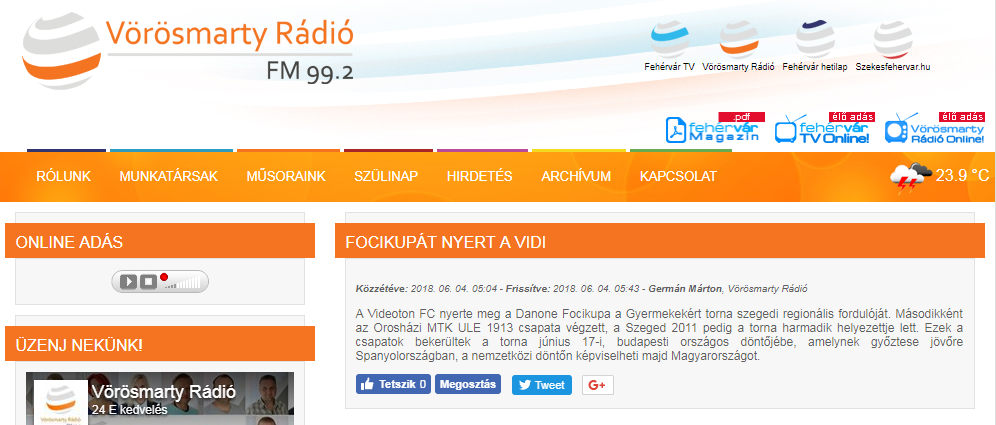 Vörösmarty Rádió
FM 99.2
Fehérvár TV
Vörösmarty Rádió
Fehérvár hetilap
Szekesfehervar.hu
.pdf
fehérvár
Magazin
élő adás
fehérvár
TV Online!
élő adás
Vörösmarty
Rádió Online!
RÓLUNK
MUNKATÁRSAK
MŰSORAINK
SZÜLINAP
HIRDETÉS
ARCHÍVUM
KAPCSOLAT
23.9 °C
ONLINE ADÁS
ÜZENJ NEKÜNK!
Vörösmarty Rádió
24 E kedvelés
Vörösmarty Rádió
FOCIKUPÁT NYERT A VIDI
Közzétéve: 2018. 06. 04. 05:04 - Frissítve: 2018. 06. 04. 05:43 - Germán Márton, Vörösmarty Rádió
A Videoton FC nyerte meg a Danone Focikupa a Gyermekekért torna szegedi regionális fordulóját. Másodikként
az Orosházi MTK ULE 1913 csapata végzett, a Szeged 2011 pedig a torna harmadik helyezettje lett. Ezek a
csapatok bekerültek a torna június 17-i, budapesti országos döntőjébe, amelynek győztese jövőre
Spanyolországban, a nemzetközi döntőn képviselheti majd Magyarországot.
Tetszik 0
Megosztás
Tweet
G+